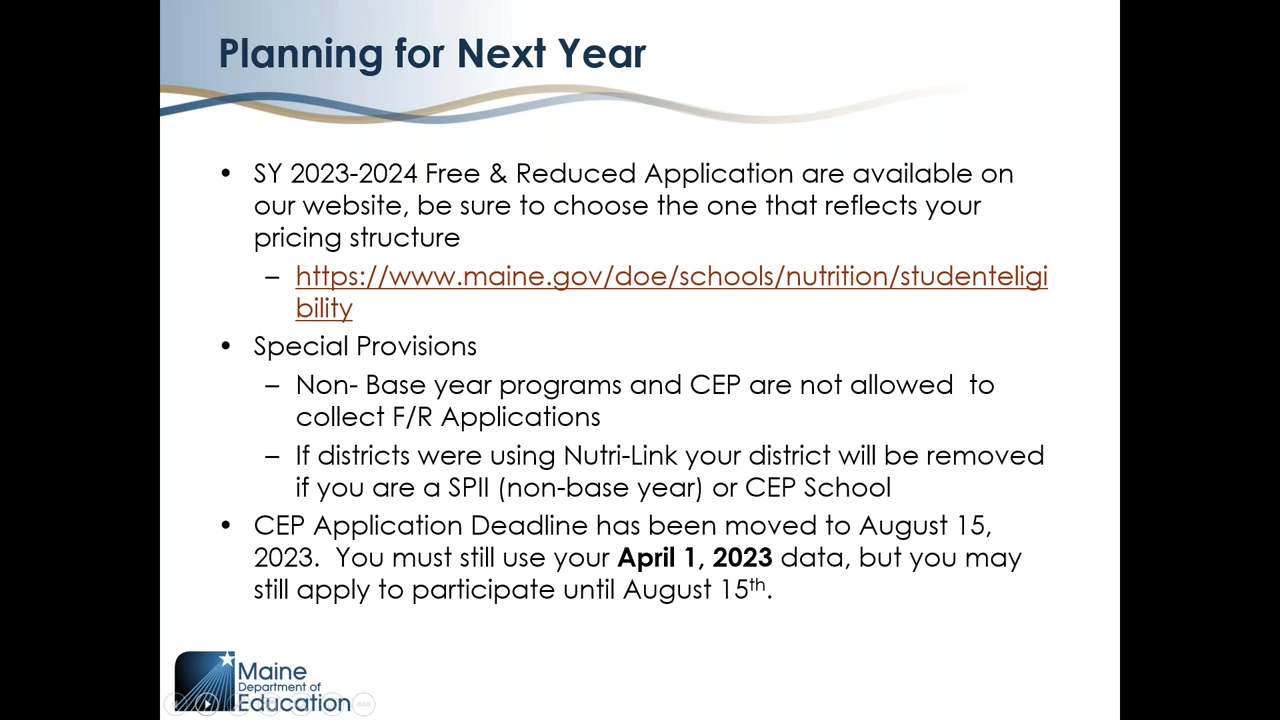 Planning for Next Year
• SY 2023-2024 Free & Reduced Application are available on
our website, be sure to choose the one that reflects your
pricing structure
– https://www.maine.gov/doe/schools/nutrition/studenteligi
bility
• Special Provisions
– Non- Base year programs and CEP are not allowed  to
collect F/R Applications
– If districts were using Nutri-Link your district will be removed
if you are a SPII (non-base year) or CEP School
• CEP Application Deadline has been moved to August 15,
2023.  You must still use your April 1, 2023 data, but you may
still apply to participate until August 15th.
Maine
Department of
Education